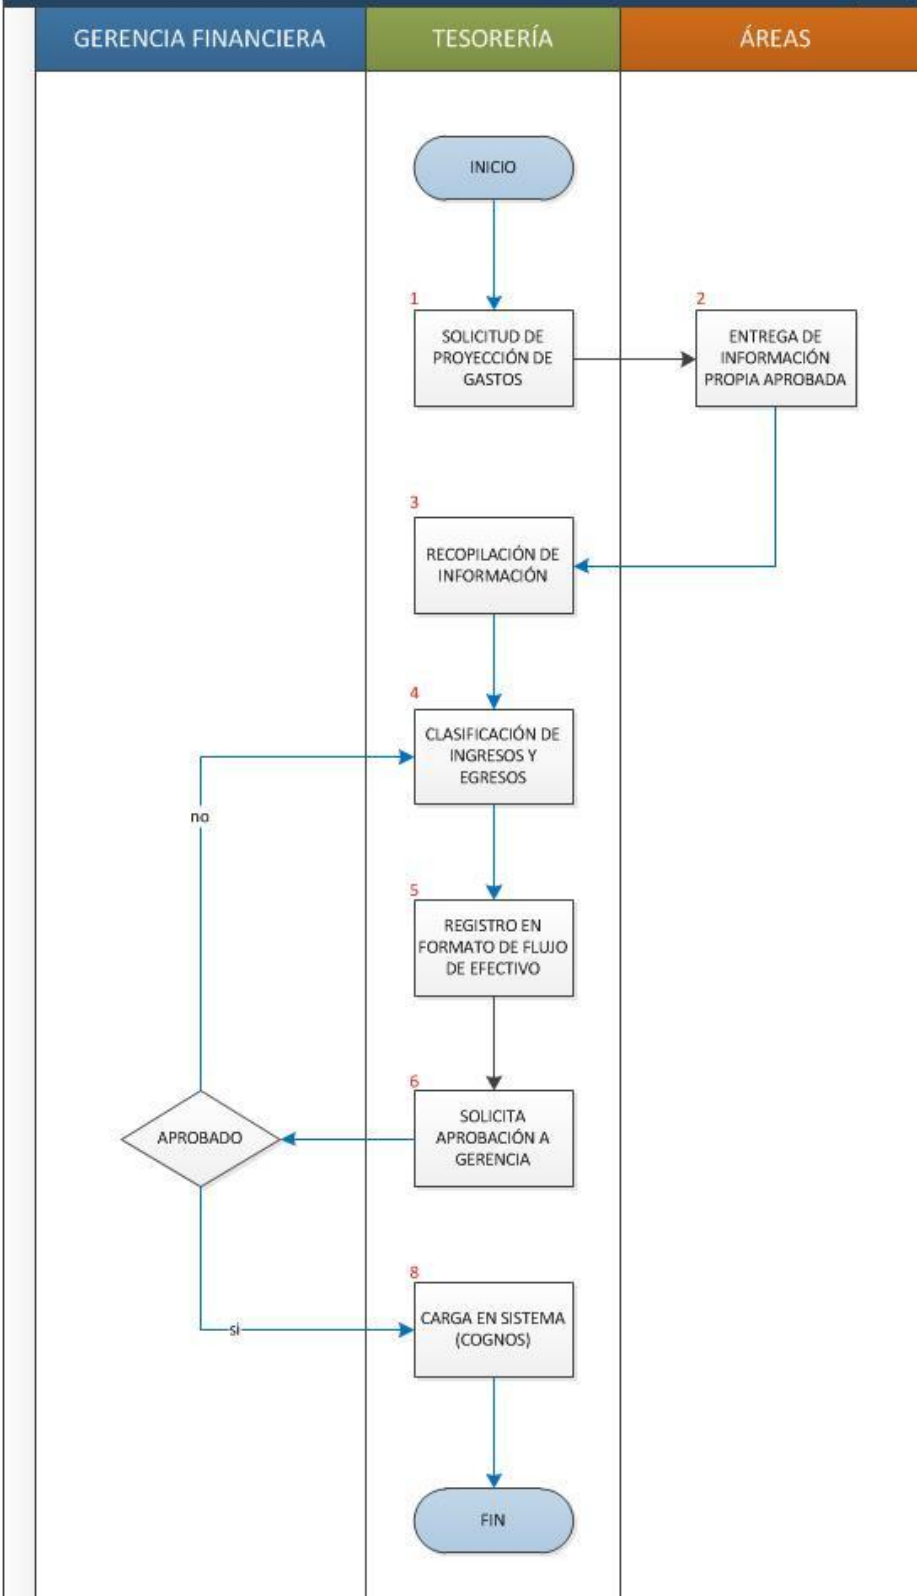 GERENCIA FINANCIERA
TESORERÍA
ÁREAS
INICIO
1
SOLICITUD DE
PROYECCIÓN DE
GASTOS
2
ENTREGA DE
INFORMACIÓN
PROPIA APROBADA
3
RECOPILACIÓN DE
INFORMACIÓN
4
CLASIFICACIÓN DE
INGRESOS Y
EGRESOS
no
5
REGISTRO EN
FORMATO DE FLUJO
DE EFECTIVO
6
SOLICITA
APROBACIÓN A
GERENCIA
APROBADO
8
CARGA EN SISTEMA
(COGNOS)
si
FIN